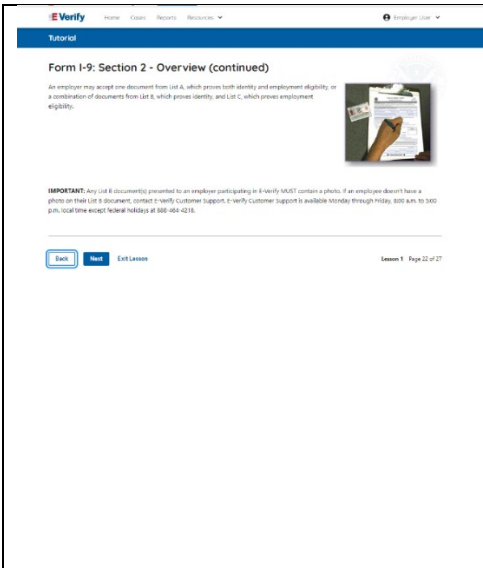 E Verify Home Cases Reports Resources Employer User
Tutorial
Form I-9: Section 2 - Overview (continued)
An employer may accept one document from List A, which proves both identity and employment eligibility, or
a combination of documents from List B, which proves identity, and List C, which proves employment
eligibility.
IMPORTANT: Any List B document(s) presented to an employer participating in E-Verify MUST contain a photo. If an employee doesn't have a
photo on their List B document, contact E-Verify Customer Support. E-Verify Customer Support is available Monday through Friday, 8:00 a.m. to 5:00
p.m. local time except federal holidays at 888-464-4218.
Back Next Exit Lesson Lesson 1 Page 22 of 27